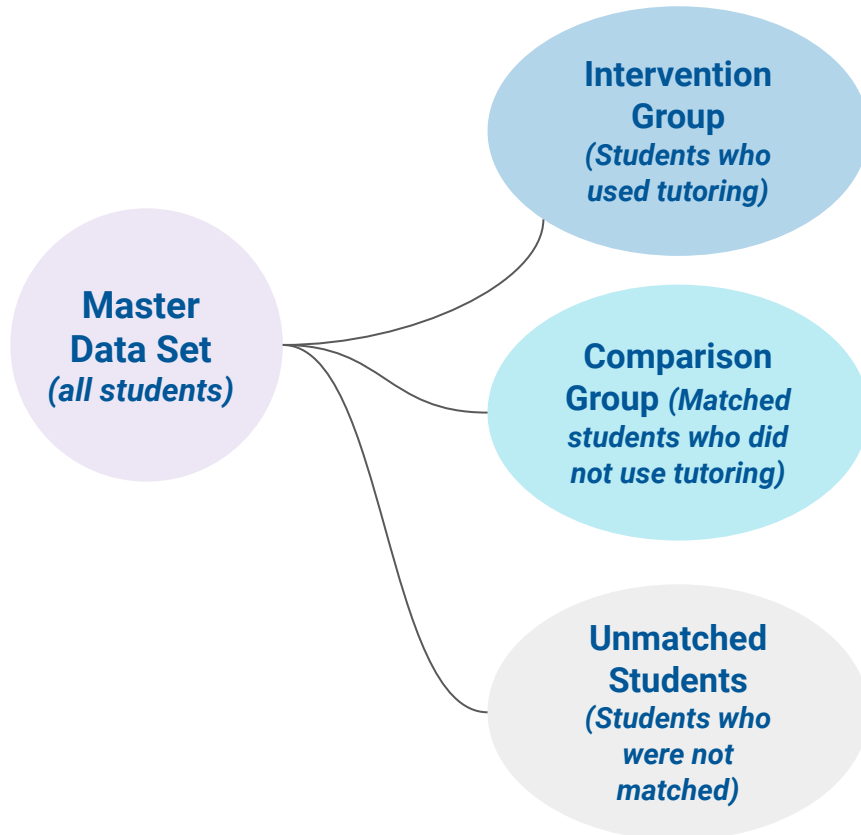 Master
Data Set
(all students)
Intervention
Group
(Students who
used tutoring)
Comparison
Group (Matched
students who did
not use tutoring)
Unmatched
Students
(Students who
were not
matched)